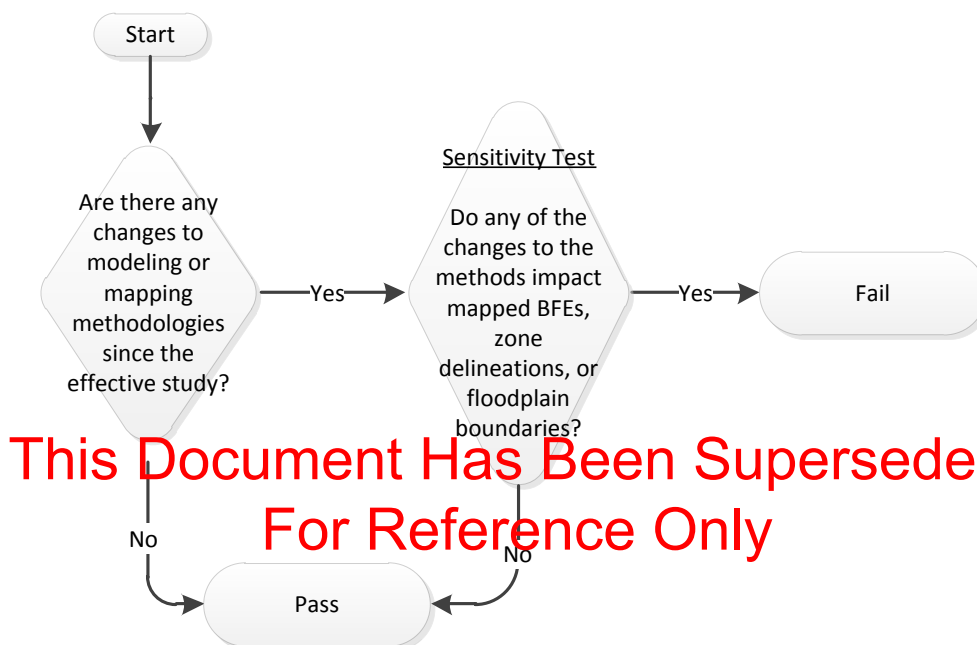 Start
Are there any
changes to
modeling or
mapping
methodologies
since the
effective study?
Yes
Sensitivity Test
Do any of the
changes to the
methods impact
mapped BFEs,
zone
delineations, or
floodplain
boundaries?
Yes
Fail
This Document Has Been Supersede
For Reference Only
No
No
Pass